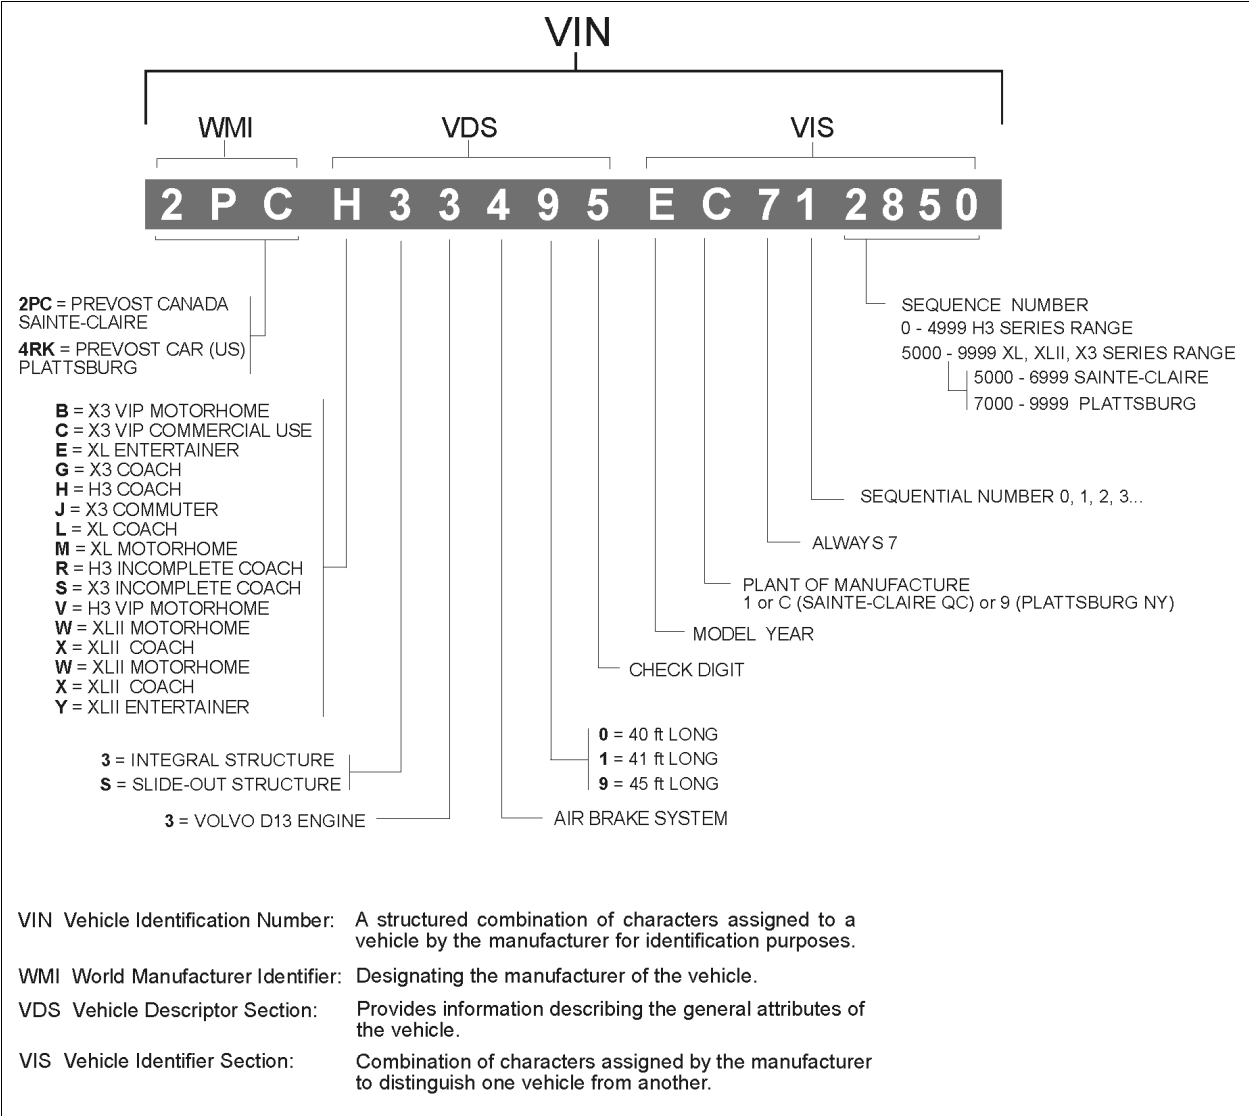 VIN
WMI
VDS
VIS
2 P C H 3 3 4 9 5 E C 7 1 2 8 5 0
2PC = PREVOST CANADA
SAINTE-CLAIRE
4RK = PREVOST CAR (US)
PLATTSBURG
SEQUENCE NUMBER
0 - 4999 H3 SERIES RANGE
5000 - 9999 XL, XLII, X3 SERIES RANGE
5000 - 6999 SAINTE-CLAIRE
7000 - 9999 PLATTSBURG
B = X3 VIP MOTORHOME
C = X3 VIP COMMERCIAL USE
E = XL ENTERTAINER
G = X3 COACH
H = H3 COACH
J = X3 COMMUTER
L = XL COACH
M = XL MOTORHOME
R = H3 INCOMPLETE COACH
S = X3 INCOMPLETE COACH
V = H3 VIP MOTORHOME
W = XLII MOTORHOME
X = XLII COACH
W = XLII MOTORHOME
X = XLII COACH
Y = XLII ENTERTAINER
SEQUENTIAL NUMBER 0, 1, 2, 3...
ALWAYS 7
PLANT OF MANUFACTURE
1 or C (SAINTE-CLAIRE QC) or 9 (PLATTSBURG NY)
MODEL YEAR
CHECK DIGIT
0 = 40 ft LONG
1 = 41 ft LONG
9 = 45 ft LONG
3 = INTEGRAL STRUCTURE
S = SLIDE-OUT STRUCTURE
3 = VOLVO D13 ENGINE
AIR BRAKE SYSTEM
VIN Vehicle Identification Number: A structured combination of characters assigned to a
vehicle by the manufacturer for identification purposes.
WMI World Manufacturer Identifier: Designating the manufacturer of the vehicle.
VDS Vehicle Descriptor Section: Provides information describing the general attributes of
the vehicle.
VIS Vehicle Identifier Section: Combination of characters assigned by the manufacturer
to distinguish one vehicle from another.